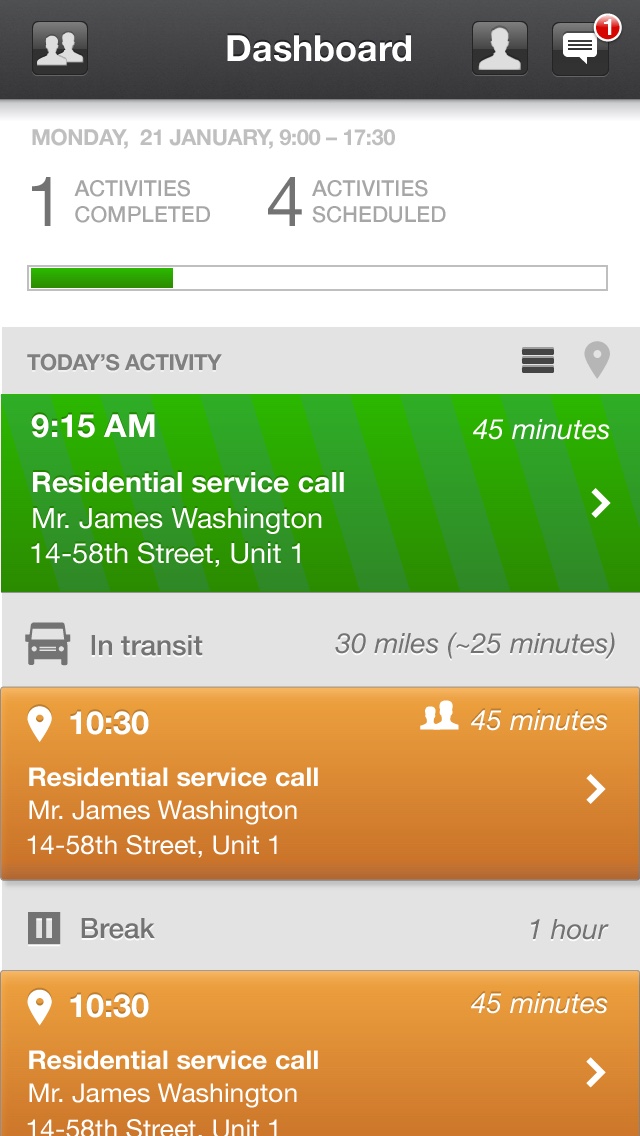 Dashboard
1
MONDAY,  21 JANUARY, 9:00 – 17:30
1 ACTIVITIES COMPLETED
4 ACTIVITIES SCHEDULED
TODAY'S ACTIVITY
9:15 AM
45 minutes
Residential service call
Mr. James Washington
14-58th Street, Unit 1
In transit
30 miles (~25 minutes)
10:30
45 minutes
Residential service call
Mr. James Washington
14-58th Street, Unit 1
Break
1 hour
10:30
45 minutes
Residential service call
Mr. James Washington
14-58th Street, Unit 1